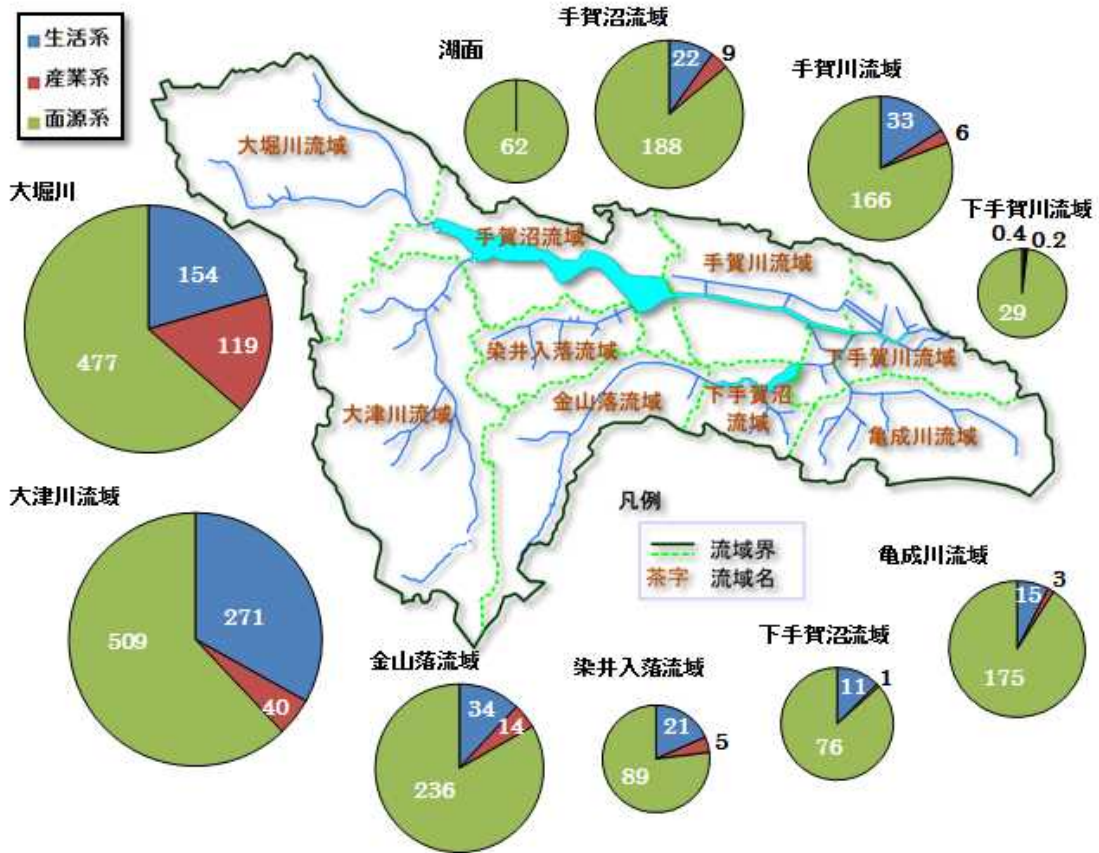 生活系
産業系
面源系
湖面
62
手賀沼流域
22
9
188
手賀川流域
33
6
166
下手賀川流域
0.4
0.2
29
大堀川
154
119
477
大堀川流域
手賀沼流域
手賀川流域
染井入落流域
下手賀川流域
大津川流域
金山落流域
下手賀沼
流域
亀成川流域
凡例
流域界
茶字 流域名
大津川流域
271
40
509
金山落流域
34
14
236
染井入落流域
21
5
89
下手賀沼流域
11
1
76
亀成川流域
15
3
175